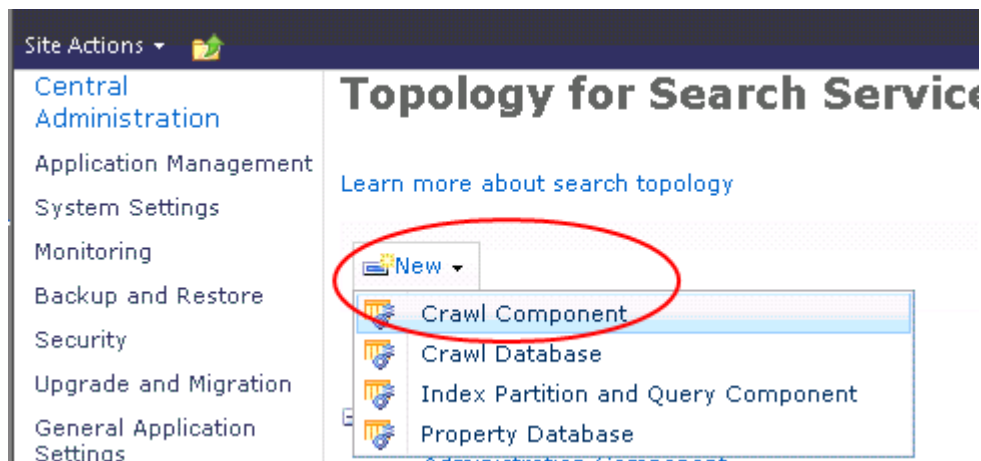 Site Actions
Central
Administration
Application Management
System Settings
Monitoring
Backup and Restore
Security
Upgrade and Migration
General Application
Settings
Topology for Search Service
Learn more about search topology
New
Crawl Component
Crawl Database
Index Partition and Query Component
Property Database
Administration Component